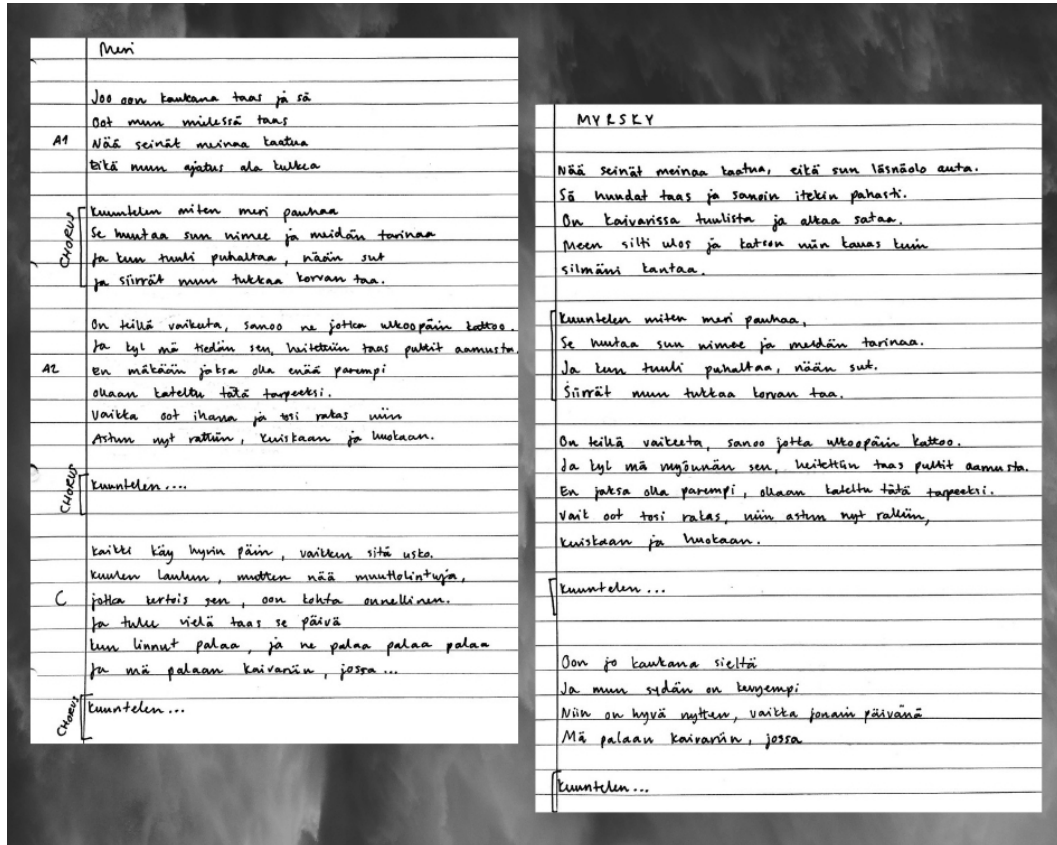 Meri
Joo oon kaukana taas ja sä
Oot mun mielessä taas
A1 Nää seinät meinaa kaatua
Eikä mun ajatus ala kulkea
CHORUS
Kuuntelen miten meri pauhaa
Se huutaa sun nimee ja meidän tarinaa
Ja kun tuuli puhaltaa, nään sut
Ja siirrät mun tukkaa korvan taa.
On teillä vaikeeta, sanoo ne jotka ulkoopäin kattoo.
Ja kyl mä tiedän sen, heitettiin taas pultit aamusta.
A2 En mäkään jaksa olla enää parempi
ollaan kateltu tätä tarpeeksi.
Vaikka oot ihana ja tosi rakas niin
Astun nyt rattiin, kuiskaan ja huokaan.
CHORUS
Kuuntelen....
Kaikki käy hyvin päin, vaikken sitä usko.
Kuulen laulun, mutten nää muuttolintuja,
C jotka kertois sen, oon kohta onnellinen.
Ja tulee vielä taas se päivä
kun linnut palaa, ja ne palaa palaa palaa
Ja mä palaan kaivariin, jossa...
CHORUS
Kuuntelen...
MYRSKY
Nää seinät meinaa kaatua, eikä sun läsnäolo auta.
Sä huudat taas ja sanoin itekin pahasti.
On kaivarissa tuulista ja alkaa sataa.
Meen silti ulos ja katson niin kauas kuin
silmäni kantaa.
Kuuntelen miten meri pauhaa,
Se huutaa sun nimee ja meidän tarinaa.
Ja kun tuuli puhaltaa, nään sut.
Siirrät mun tukkaa korvan taa.
On teillä vaikeeta, sanoo jotka ulkoopäin kattoo.
Ja kyl mä myönnän sen, heitettiin taas pultit aamusta.
En jaksa olla parempi, ollaan kateltu tätä tarpeeksi.
Vaik oot tosi rakas, niin astun nyt rattiin,
kuiskaan ja huokaan.
Kuuntelen...
Oon jo kaukana sieltä
Ja mun sydän on kevyempi
Niin on hyvä nytten, vaikka jonain päivänä
Mä palaan kaivariin, jossa
Kuuntelen...